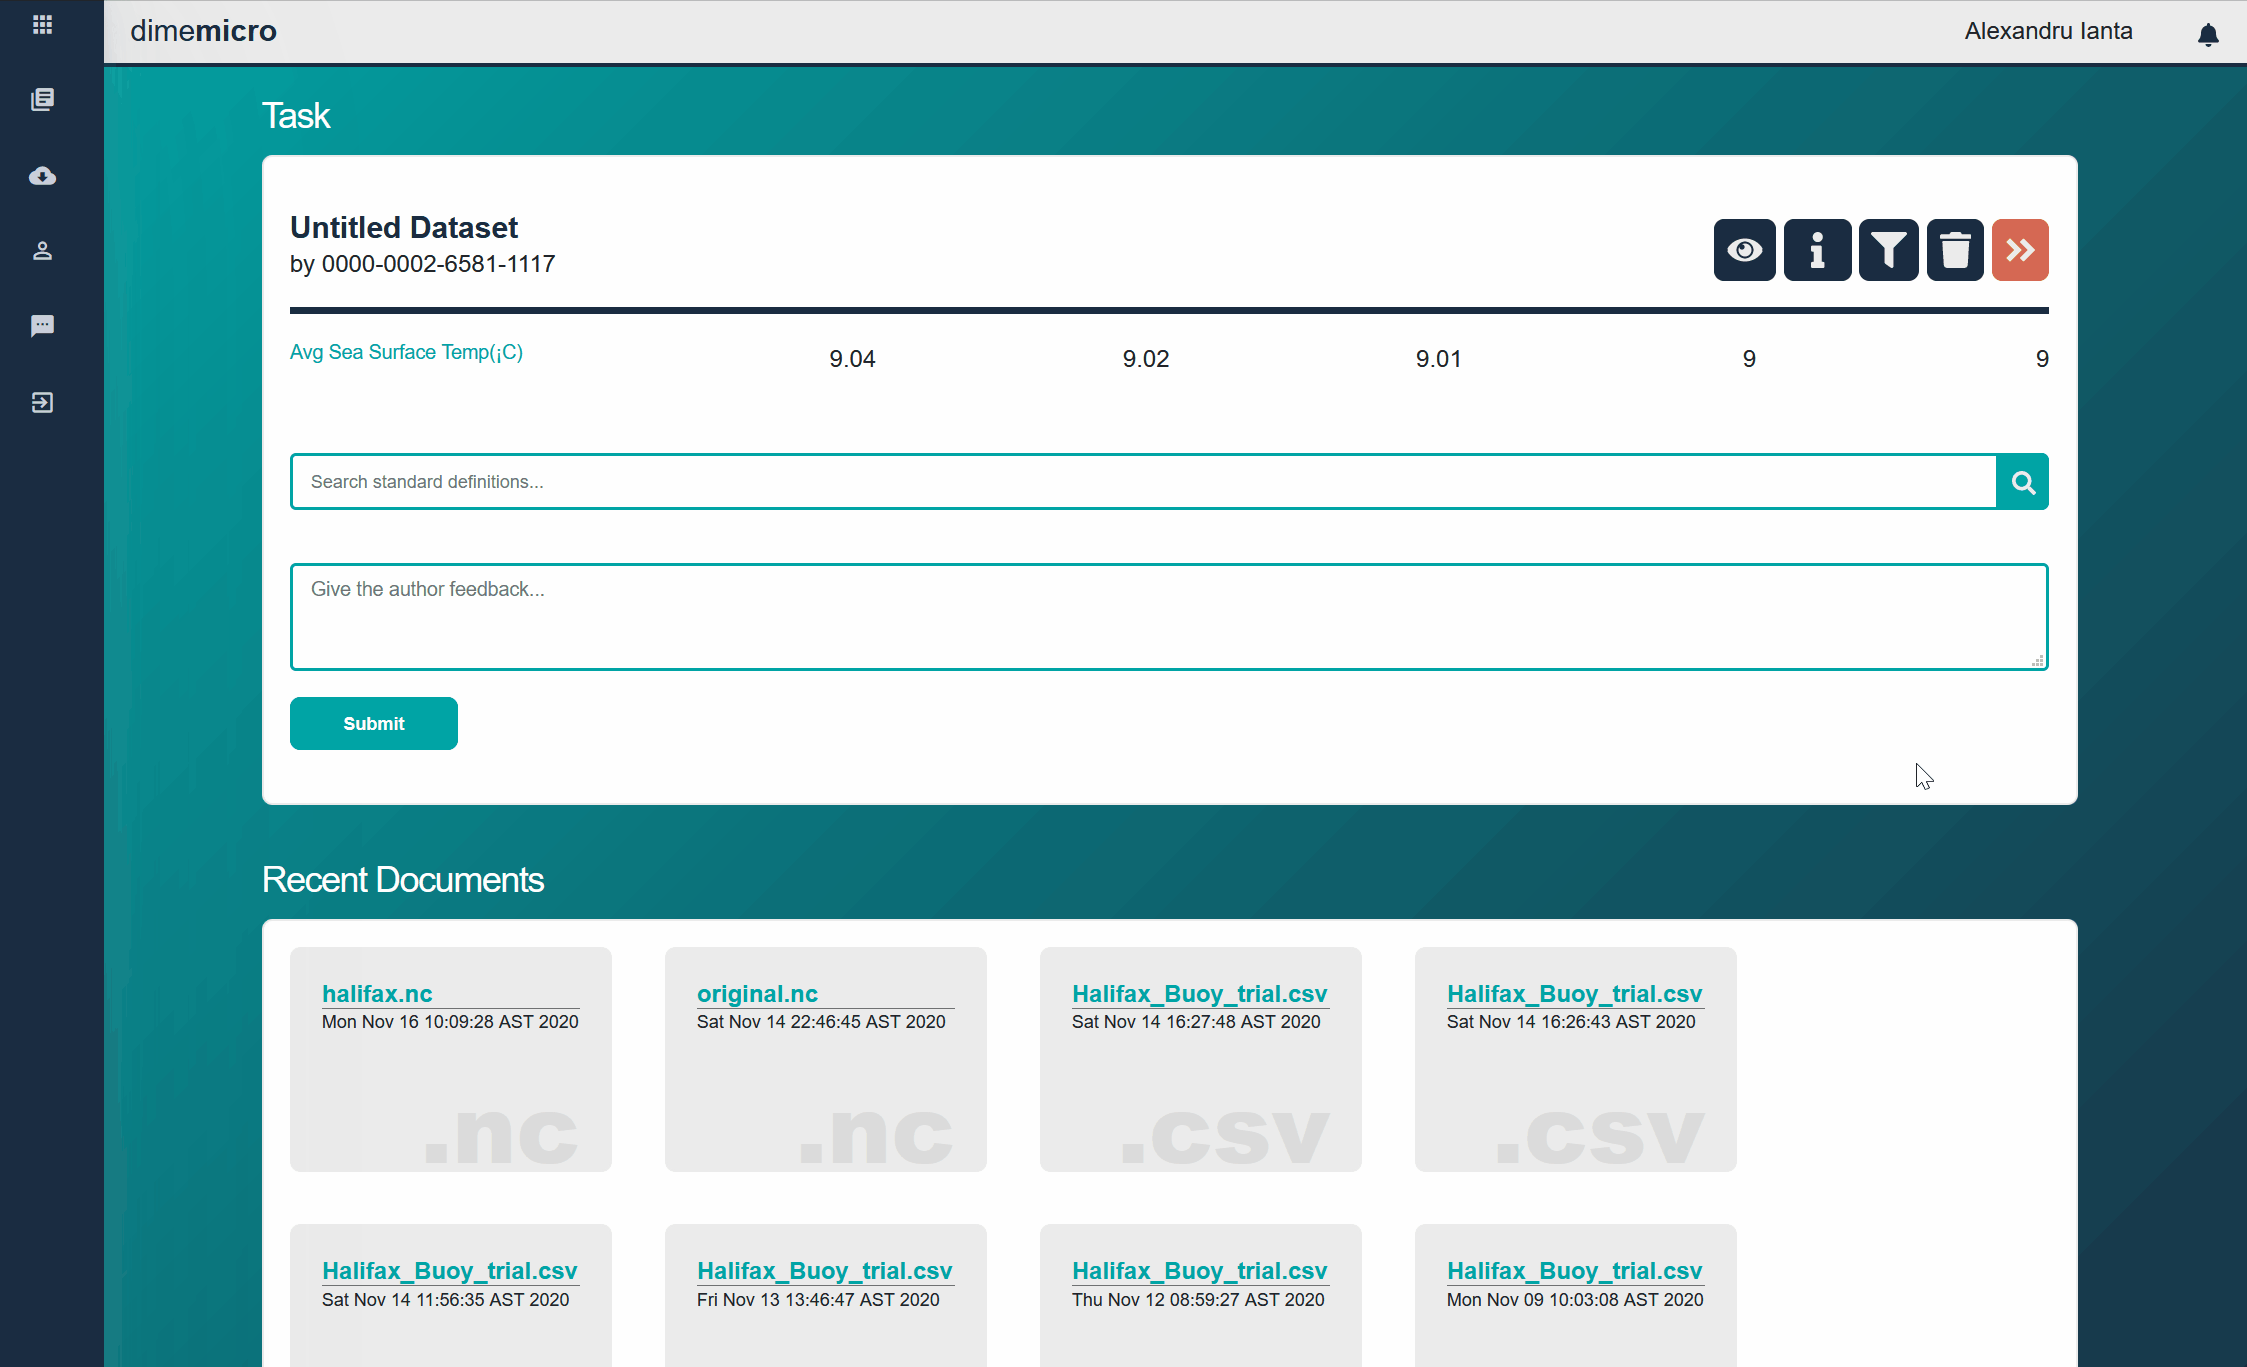 dimemicro
Alexandru Ianta
Task
Untitled Dataset
by 0000-0002-6581-1117
Avg Sea Surface Temp(¡C) 9.04 9.02 9.01 9 9
Search standard definitions...
Give the author feedback...
Submit
Recent Documents
halifax.nc
Mon Nov 16 10:09:28 AST 2020
.nc
original.nc
Sat Nov 14 22:46:45 AST 2020
.nc
Halifax_Buoy_trial.csv
Sat Nov 14 16:27:48 AST 2020
.csv
Halifax_Buoy_trial.csv
Sat Nov 14 16:26:43 AST 2020
.csv
Halifax_Buoy_trial.csv
Sat Nov 14 11:56:35 AST 2020
Halifax_Buoy_trial.csv
Fri Nov 13 13:46:47 AST 2020
Halifax_Buoy_trial.csv
Thu Nov 12 08:59:27 AST 2020
Halifax_Buoy_trial.csv
Mon Nov 09 10:03:08 AST 2020